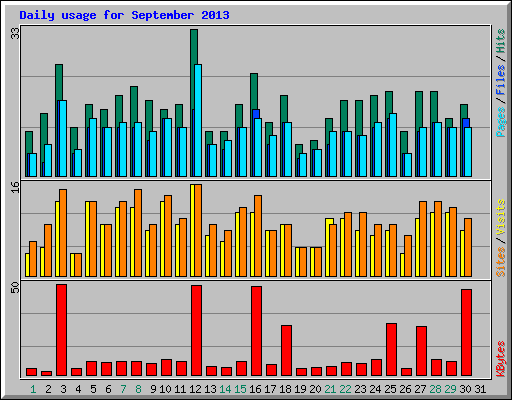 Daily usage for September 2013
33
Pages/Files/Hits
16
Sites/Visits
50
KBytes
1 2 3 4 5 6 7 8 9 10 11 12 13 14 15 16 17 18 19 20 21 22 23 24 25 26 27 28 29 30 31